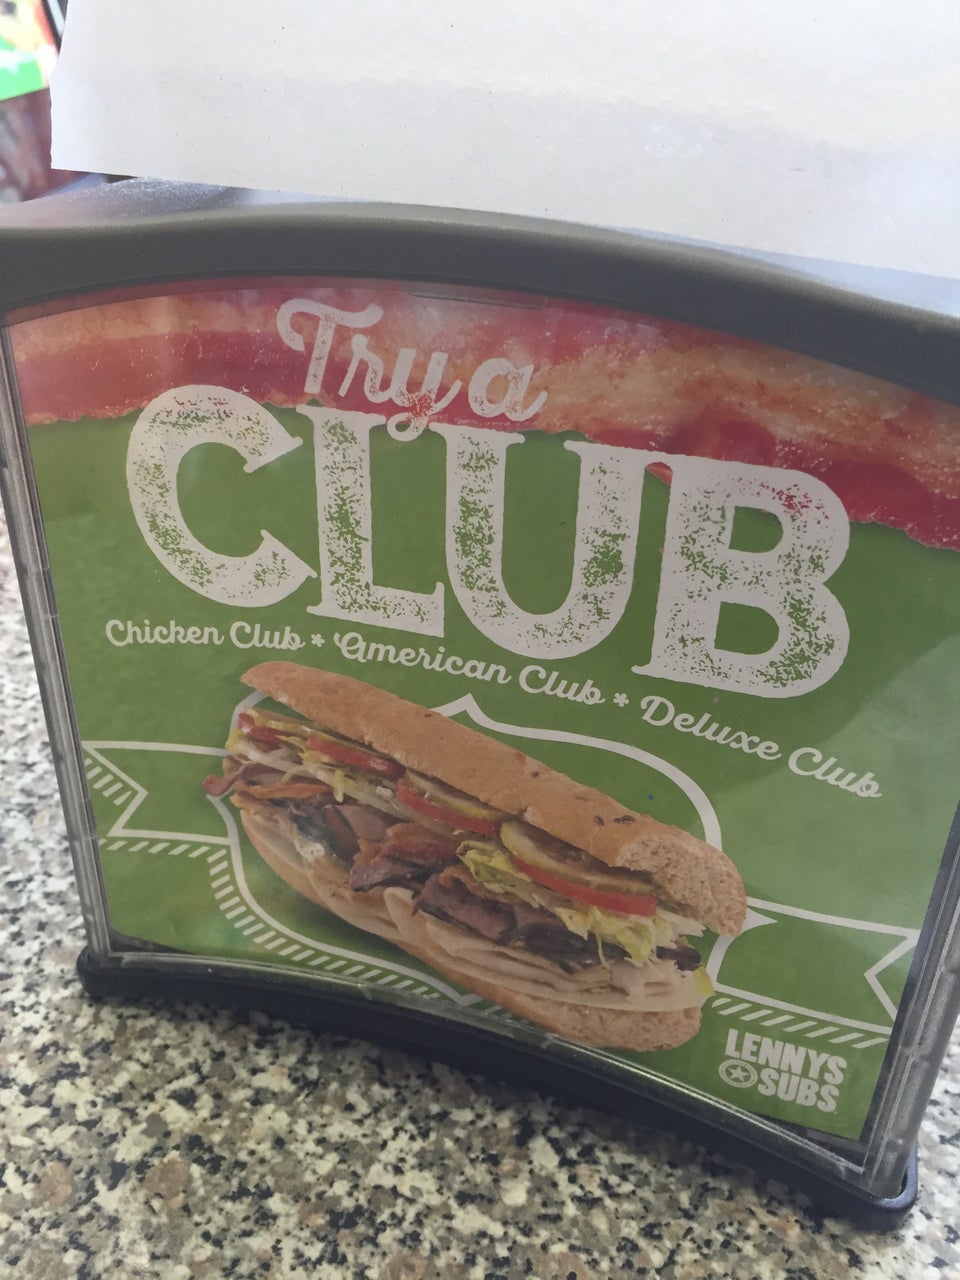 Try a
CLUB
Chicken Club * American Club * Deluxe Club
LENNYS
SUBS